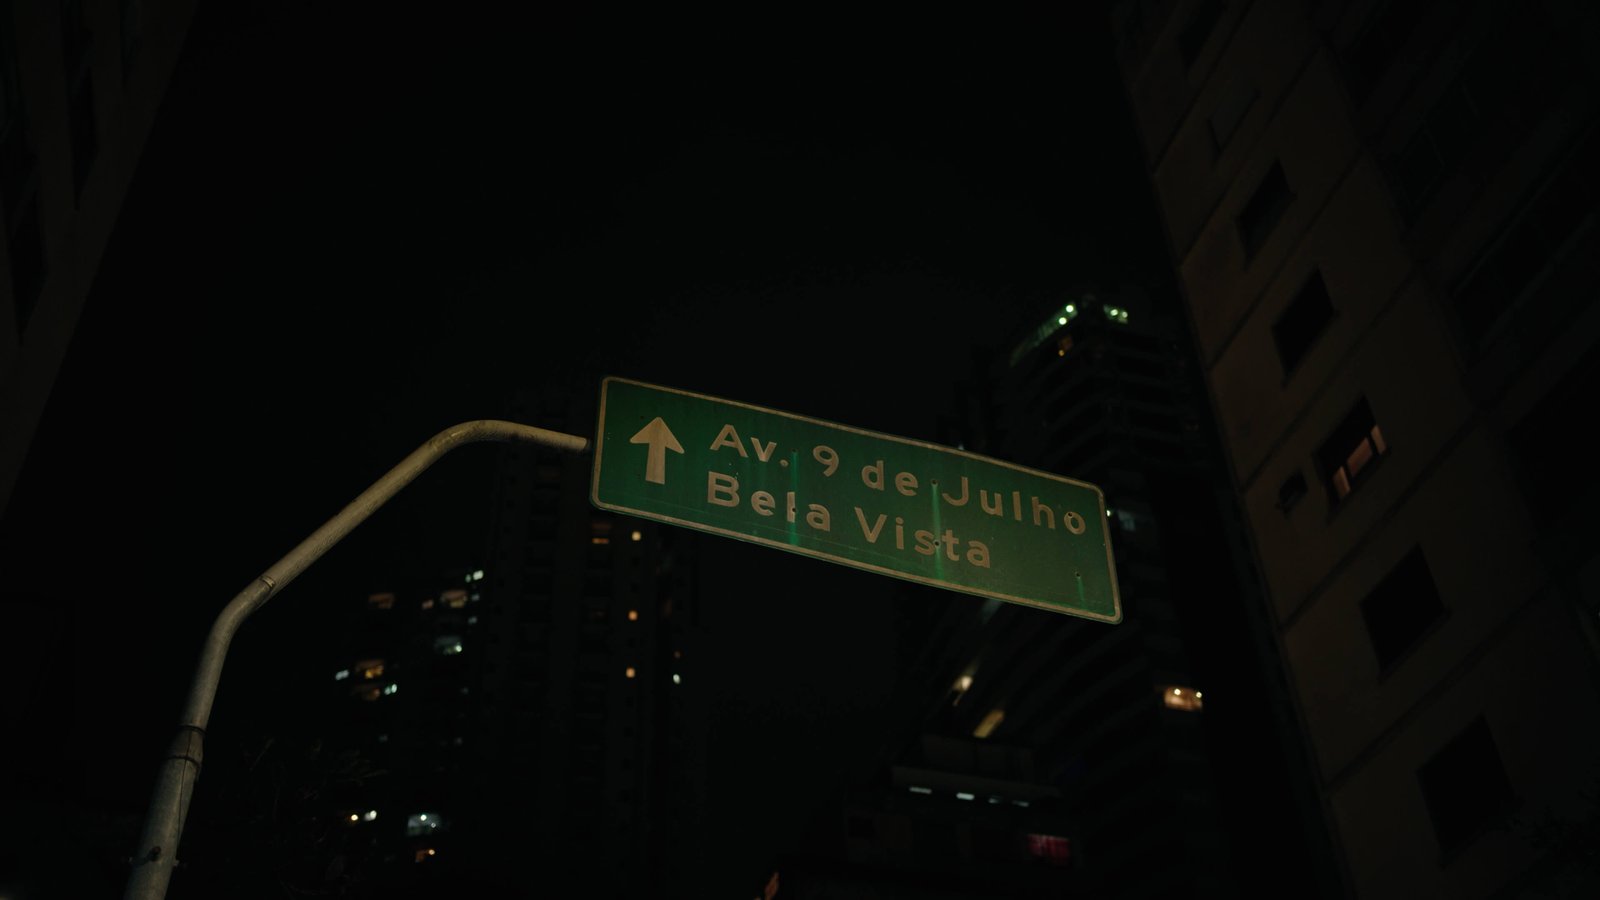 Av. 9 de Julho
Bela Vista